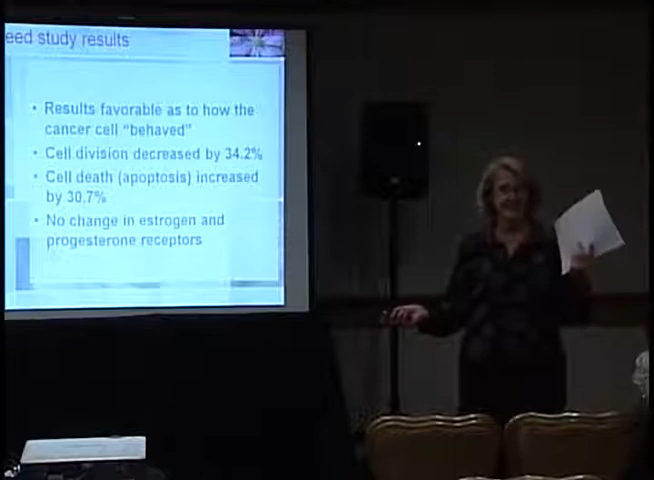 eed study results
• Results favorable as to how the
cancer cell "behaved"
• Cell division decreased by 34.2%
• Cell death (apoptosis) increased
by 30.7%
• No change in estrogen and
progesterone receptors